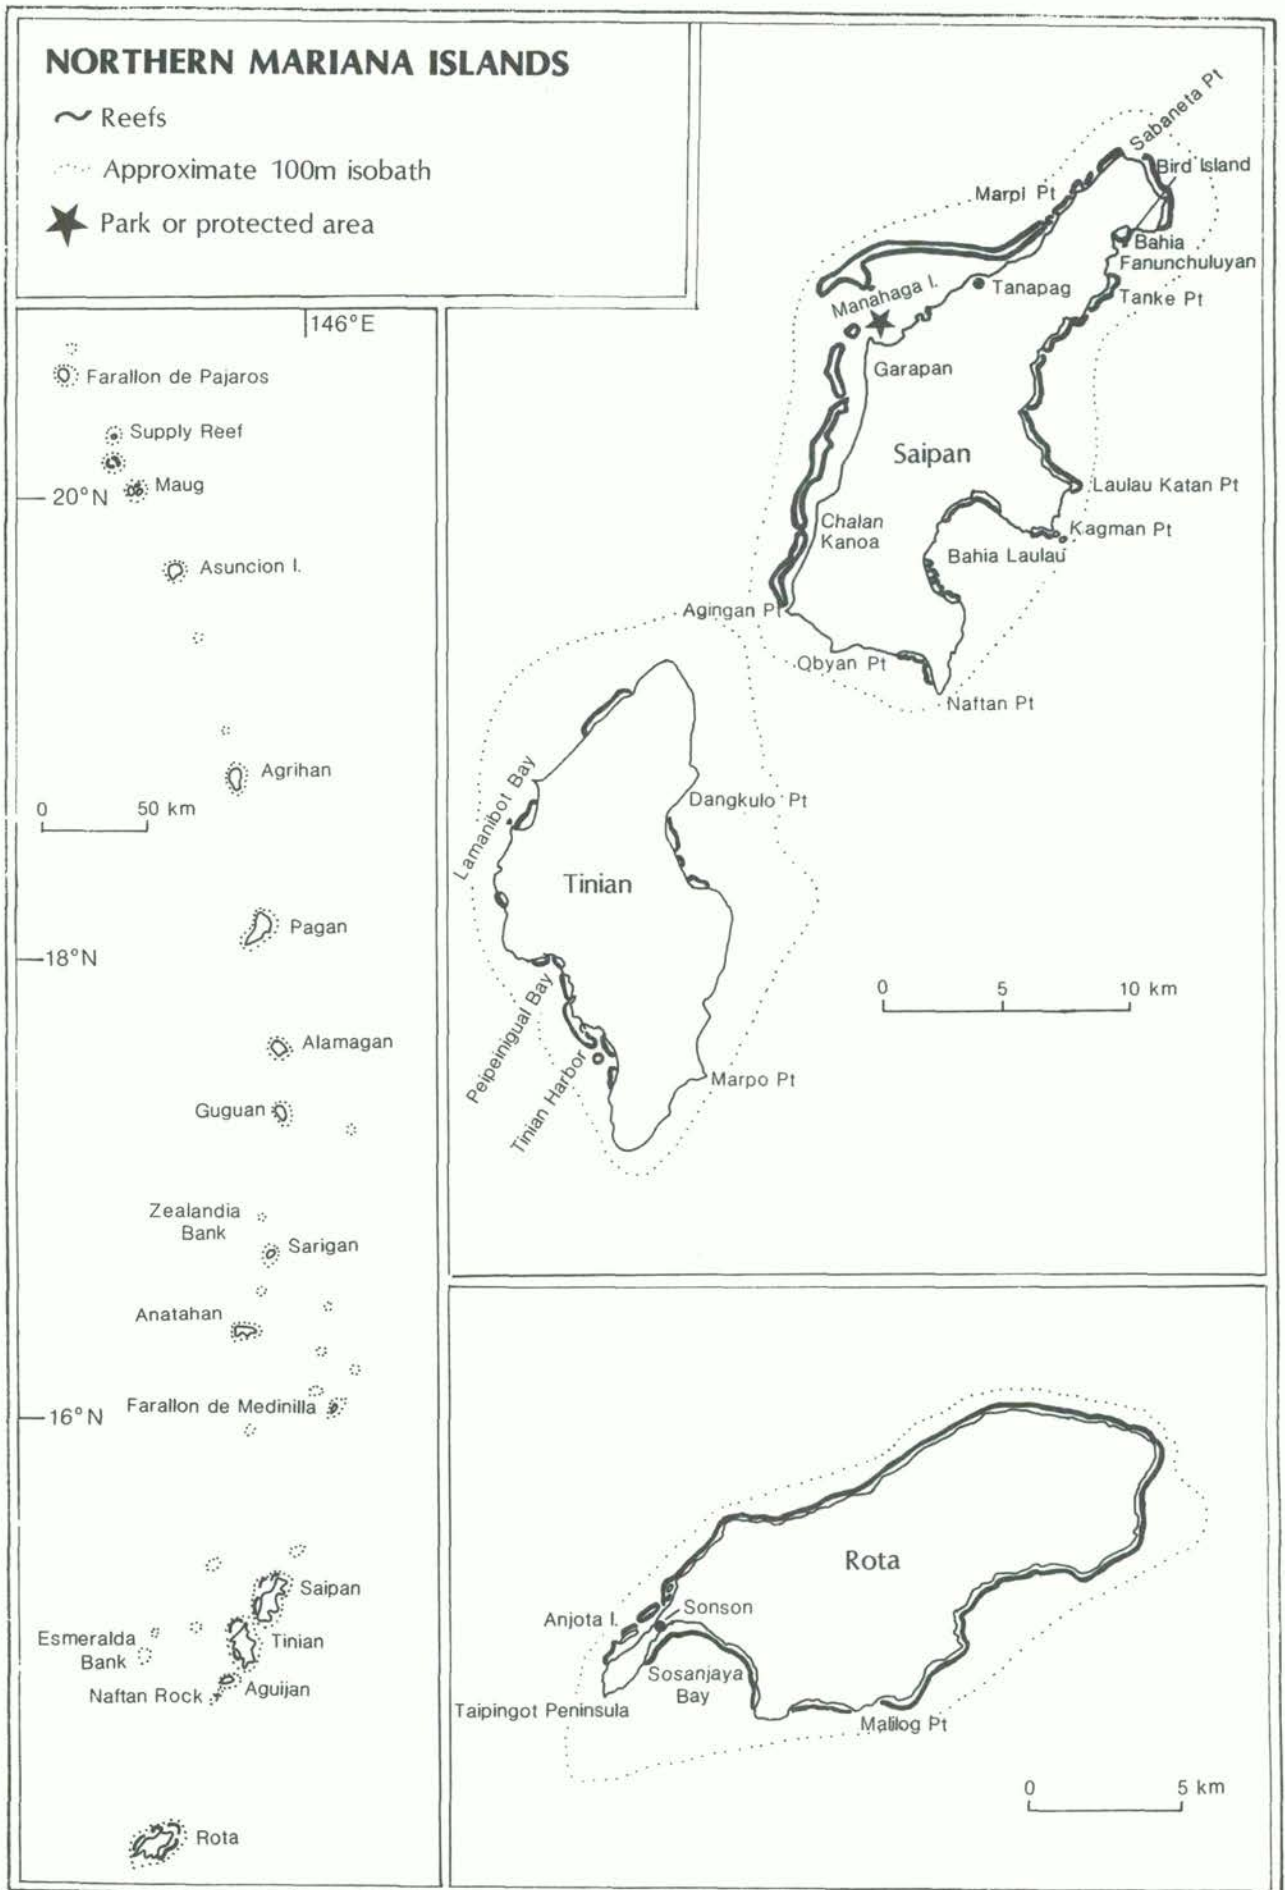 NORTHERN MARIANA ISLANDS
Reefs
Approximate 100m isobath
Park or protected area
146°E
Farallon de Pajaros
Supply Reef
Maug
20°N
Asuncion I.
Agrihan
0 50 km
Pagan
18°N
Alamagan
Guguan
Zealandia
Bank
Sarigan
Anatahan
Farallon de Medinilla
16°N
Saipan
Esmeralda
Bank
Tinian
Naftan Rock
Aguijan
Rota
Sabaneta Pt
Bird Island
Marpi Pt
Bahia
Fanunchuluyan
Manahaga I.
Tanapag
Tanke Pt
Garapan
Saipan
Laulau Katan Pt
Chalan
Kanoa
Kagman Pt
Bahia Laulau
Agingan Pt
Qbyan Pt
Naftan Pt
Lamanibot Bay
Dangkulo Pt
Tinian
Peipeinigual Bay
Tinian Harbor
Marpo Pt
0 5 10 km
Rota
Anjota I.
Sonson
Sosanjaya
Bay
Taipingot Peninsula
Malilog Pt
0 5 km